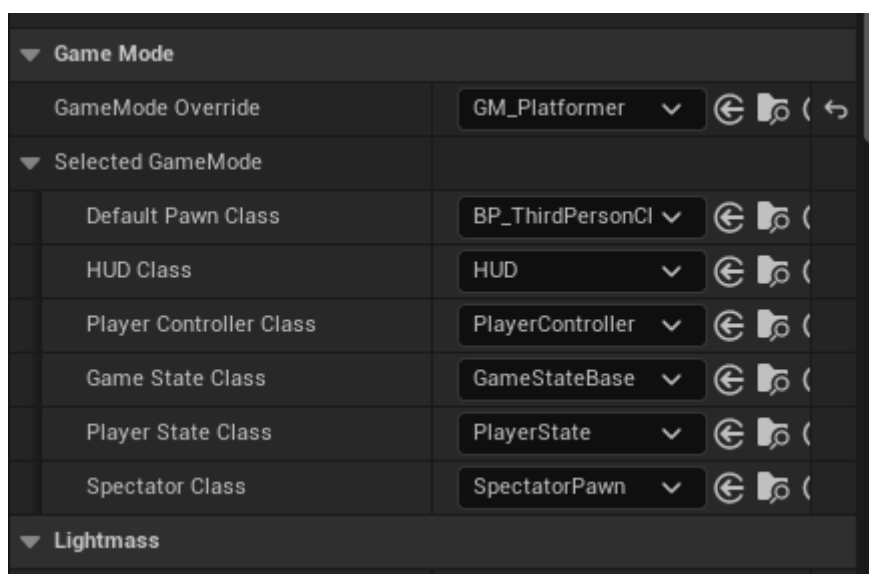 Game Mode
GameMode Override GM_Platformer
Selected GameMode
Default Pawn Class BP_ThirdPersonCl
HUD Class HUD
Player Controller Class PlayerController
Game State Class GameStateBase
Player State Class PlayerState
Spectator Class SpectatorPawn
Lightmass